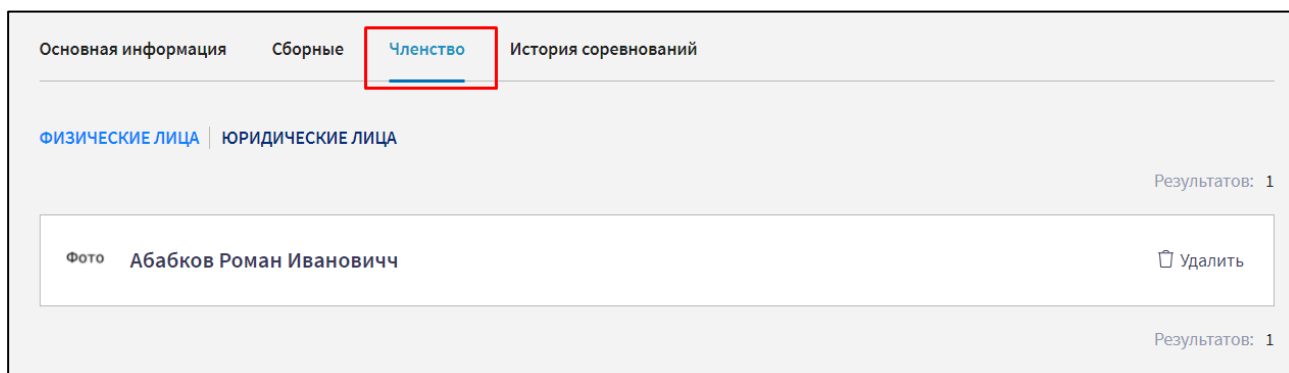 Основная информация Сборные Членство История соревнований
ФИЗИЧЕСКИЕ ЛИЦА ЮРИДИЧЕСКИЕ ЛИЦА
Результатов: 1
Фото Абабков Роман Ивановичч Удалить
Результатов: 1